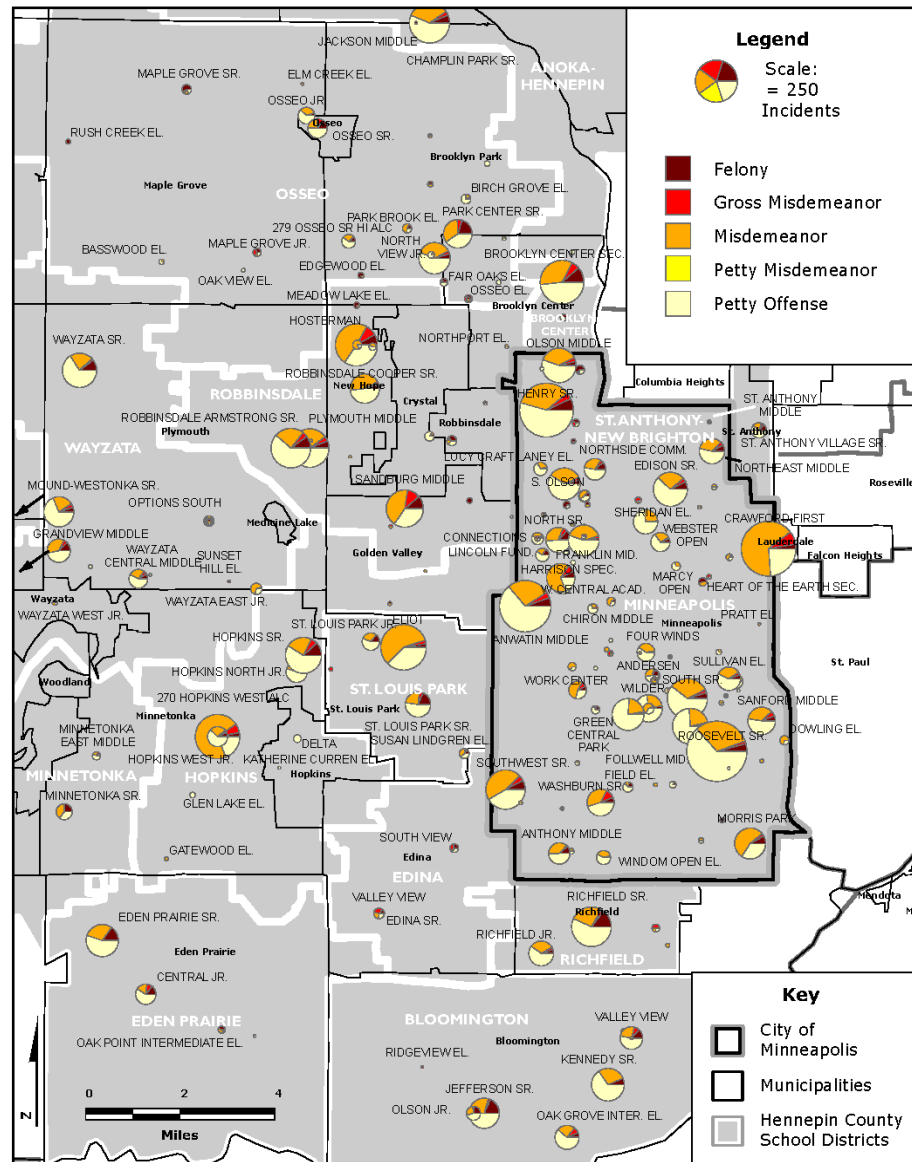 Legend
Scale:
= 250
Incidents
Felony
Gross Misdemeanor
Misdemeanor
Petty Misdemeanor
Petty Offense
JACKSON MIDDLE
CHAMPLIN PARK SR.
ANOKA-
HENNEPIN
MAPLE GROVE SR.
ELM CREEK EL.
OSSEO JR.
Osseo
OSSEO SR.
RUSH CREEK EL.
Brooklyn Park
Maple Grove
OSSEO
BIRCH GROVE EL.
PARK BROOK EL.
PARK CENTER SR.
279 OSSEO SR HI ALC
NORTH
VIEW JR.
MAPLE GROVE JR.
BASSWOOD EL.
OAK VIEW EL.
EDGEWOOD EL.
BROOKLYN CENTER SEC.
FAIR OAKS EL.
OSSEO EL.
MEADOW LAKE EL.
Brooklyn Center
BROOKLYN
CENTER
HOSTERMAN
NORTHPORT EL.
OLSON MIDDLE
WAYZATA SR.
ROBBINSDALE COOPER SR.
New Hope
ROBBINSDALE
Crystal
HENRY SR.
Columbia Heights
ST. ANTHONY
MIDDLE
ROBBINSDALE ARMSTRONG SR.
PLYMOUTH MIDDLE
Robbinsdale
ST.ANTHONY-
NEW BRIGHTON
St. Anthony
ST. ANTHONY VILLAGE SR.
Plymouth
WAYZATA
LUCY CRAFT LANEY EL.
NORTHSIDE COMM.
NORTHEAST MIDDLE
EDISON SR.
S. OLSON
MOUND-WESTONKA SR.
SANDBURG MIDDLE
Roseville
OPTIONS SOUTH
SHERIDAN EL.
CRAWFORD-FIRST
Medicine Lake
NORTH SR.
WEBSTER
OPEN
GRANDVIEW MIDDLE
CONNECTIONS
Lauderdale
Golden Valley
LINCOLN FUND.
FRANKLIN MID.
Falcon Heights
WAYZATA
CENTRAL MIDDLE
SUNSET
HILL EL.
HARRISON SPEC.
MARCY
OPEN
HEART OF THE EARTH SEC.
W CENTRAL ACAD.
Wayzata
WAYZATA EAST JR.
MINNEAPOLIS
WAYZATA WEST JR.
CHIRON MIDDLE
PRATT EL.
Minneapolis
ST. LOUIS PARK JR.
ELIOT
ANWATIN MIDDLE
HOPKINS SR.
FOUR WINDS
HOPKINS NORTH JR.
ANDERSEN
SULLIVAN EL.
St. Paul
Woodland
WORK CENTER
SOUTH SR.
270 HOPKINS WEST ALC
ST. LOUIS PARK
WILDER
SANFORD MIDDLE
Minnetonka
St. Louis Park
GREEN
CENTRAL
PARK
ST. LOUIS PARK SR.
MINNETONKA
EAST MIDDLE
DELTA
SUSAN LINDGREN EL.
ROOSEVELT SR.
DOWLING EL.
HOPKINS WEST JR.
KATHERINE CURREN EL.
FOLLWELL MID.
MINNETONKA
HOPKINS
Hopkins
SOUTHWEST SR.
FIELD EL.
MINNETONKA SR.
GLEN LAKE EL.
WASHBURN SR.
MORRIS PARK
GATEWOOD EL.
SOUTH VIEW
ANTHONY MIDDLE
Edina
WINDOM OPEN EL.
EDINA
VALLEY VIEW
RICHFIELD SR.
Richfield
EDEN PRAIRIE SR.
EDINA SR.
RICHFIELD JR.
RICHFIELD
Mendota
Eden Prairie
CENTRAL JR.
EDEN PRAIRIE
OAK POINT INTERMEDIATE EL.
BLOOMINGTON
VALLEY VIEW
Bloomington
RIDGEVIEW EL.
KENNEDY SR.
JEFFERSON SR.
OLSON JR.
OAK GROVE INTER. EL.
Key
City of
Minneapolis
Municipalities
Hennepin County
School Districts
0 2 4
Miles
N